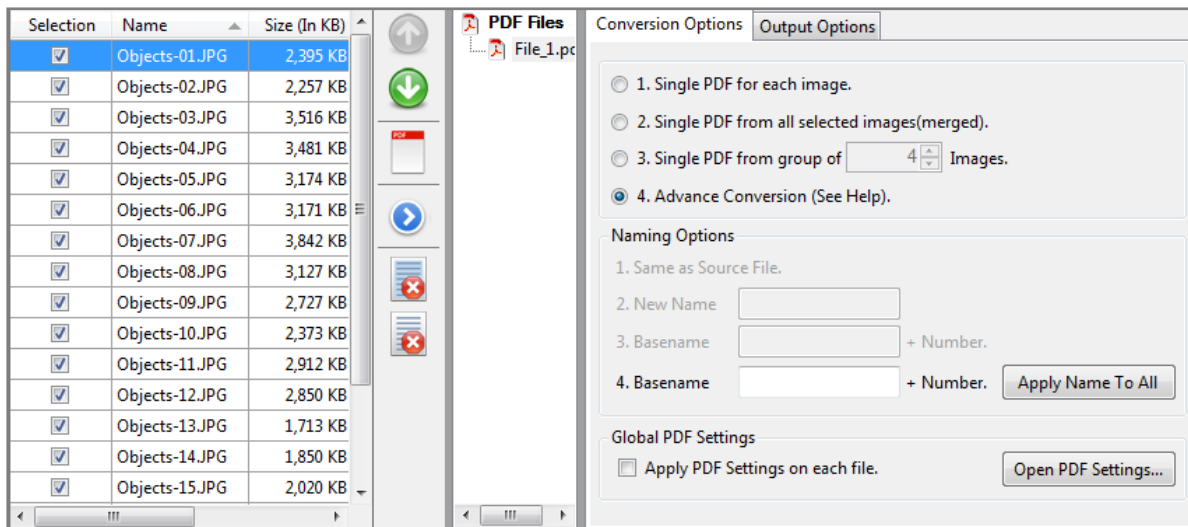 Selection Name Size (In KB)
Objects-01.JPG 2,395 KB
Objects-02.JPG 2,257 KB
Objects-03.JPG 3,516 KB
Objects-04.JPG 3,481 KB
Objects-05.JPG 3,174 KB
Objects-06.JPG 3,171 KB
Objects-07.JPG 3,842 KB
Objects-08.JPG 3,127 KB
Objects-09.JPG 2,727 KB
Objects-10.JPG 2,373 KB
Objects-11.JPG 2,912 KB
Objects-12.JPG 2,850 KB
Objects-13.JPG 1,713 KB
Objects-14.JPG 1,850 KB
Objects-15.JPG 2,020 KB
PDF
PDF Files
File_1.pd
Conversion Options Output Options
1. Single PDF for each image.
2. Single PDF from all selected images(merged).
3. Single PDF from group of 4 Images.
4. Advance Conversion (See Help).
Naming Options
1. Same as Source File.
2. New Name
3. Basename + Number.
4. Basename + Number. Apply Name To All
Global PDF Settings
Apply PDF Settings on each file. Open PDF Settings...